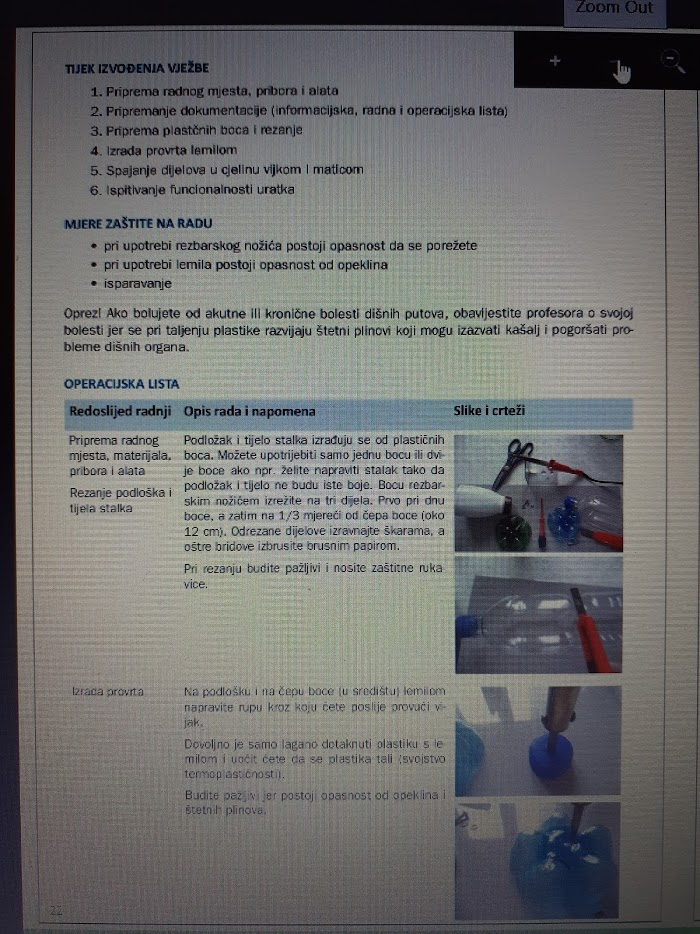 Zoom Out
TIJEK IZVOĐENJA VJEŽBE
1. Priprema radnog mjesta, pribora i alata
2. Pripremanje dokumentacije (informacijska, radna i operacijska lista)
3. Priprema plastčnih boca i rezanje
4. Izrada provrta lemilom
5. Spajanje dijelova u cjelinu vijkom i maticom
6. Ispitivanje funcionalnosti uratka
MJERE ZAŠTITE NA RADU
• pri upotrebi rezbarskog nožića postoji opasnost da se porežete
• pri upotrebi lemila postoji opasnost od opeklina
• isparavanje
Oprez! Ako bolujete od akutne ili kronične bolesti dišnih putova, obavijestite profesora o svojoj
bolesti jer se pri taljenju plastike razvijaju štetni plinovi koji mogu izazvati kašalj i pogoršati pro-
bleme dišnih organa.
OPERACIJSKA LISTA
Redoslijed radnji Opis rada i napomena Slike i crteži
Priprema radnog
mjesta, materijala,
pribora i alata
Rezanje podloška i
tijela stalka
Podložak i tijelo stalka izrađuju se od plastičnih
boca. Možete upotrijebiti samo jednu bocu ili dvi-
je boce ako npr. želite napraviti stalak tako da
podložak i tijelo ne budu iste boje. Bocu rezbar-
skim nožićem izrežite na tri dijela. Prvo pri dnu
boce, a zatim na 1/3 mjereći od čepa boce (oko
12 cm). Odrezane dijelove izravnajte škarama, a
oštre bridove izbrusite brusnim papirom.
Pri rezanju budite pažljivi i nosite zaštitne ruka
vice.
Izrada provrta
Na podlošku i na čepu boce (u središtu) lemilom
napravite rupu kroz koju ćete poslije provući vi-
jak.
Dovoljno je samo lagano dotaknuti plastiku s le-
milom i uočit ćete da se plastika tali (svojstvo
termoplastičnosti).
Budite pažljivi jer postoji opasnost od opeklina i
štetnih plinova.
22